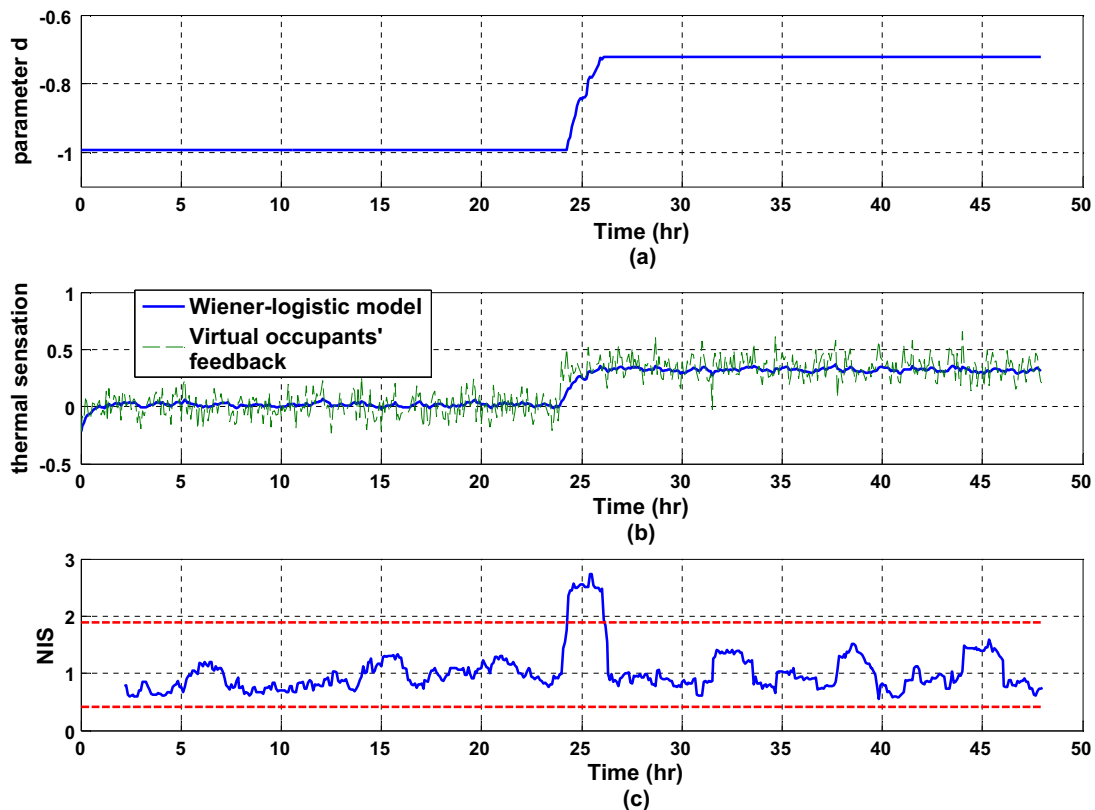 -0.6
-0.8
-1
parameter d
0 5 10 15 20 25 30 35 40 45 50
Time (hr)
(a)
1
0.5
0
-0.5
thermal sensation
Wiener-logistic model
Virtual occupants'
feedback
0 5 10 15 20 25 30 35 40 45 50
Time (hr)
(b)
3
2
1
0
NIS
0 5 10 15 20 25 30 35 40 45 50
Time (hr)
(c)